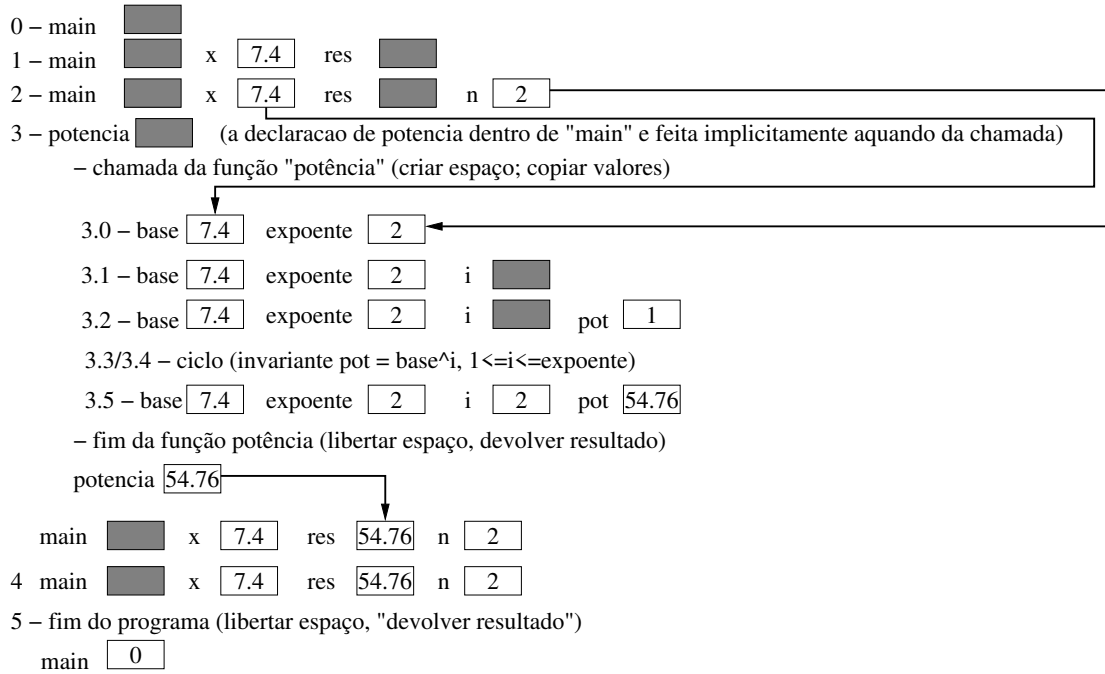 0 – main
1 – main x 7.4 res
2 – main x 7.4 res n 2
3 – potencia (a declaracao de potencia dentro de "main" e feita implicitamente aquando da chamada)
– chamada da função "potência" (criar espaço; copiar valores)
3.0 – base 7.4 expoente 2
3.1 – base 7.4 expoente 2 i
3.2 – base 7.4 expoente 2 i pot 1
3.3/3.4 – ciclo (invariante pot = base^i, 1<=i<=expoente)
3.5 – base 7.4 expoente 2 i 2 pot 54.76
– fim da função potência (libertar espaço, devolver resultado)
potencia 54.76
main x 7.4 res 54.76 n 2
4 main x 7.4 res 54.76 n 2
5 – fim do programa (libertar espaço, "devolver resultado")
main 0